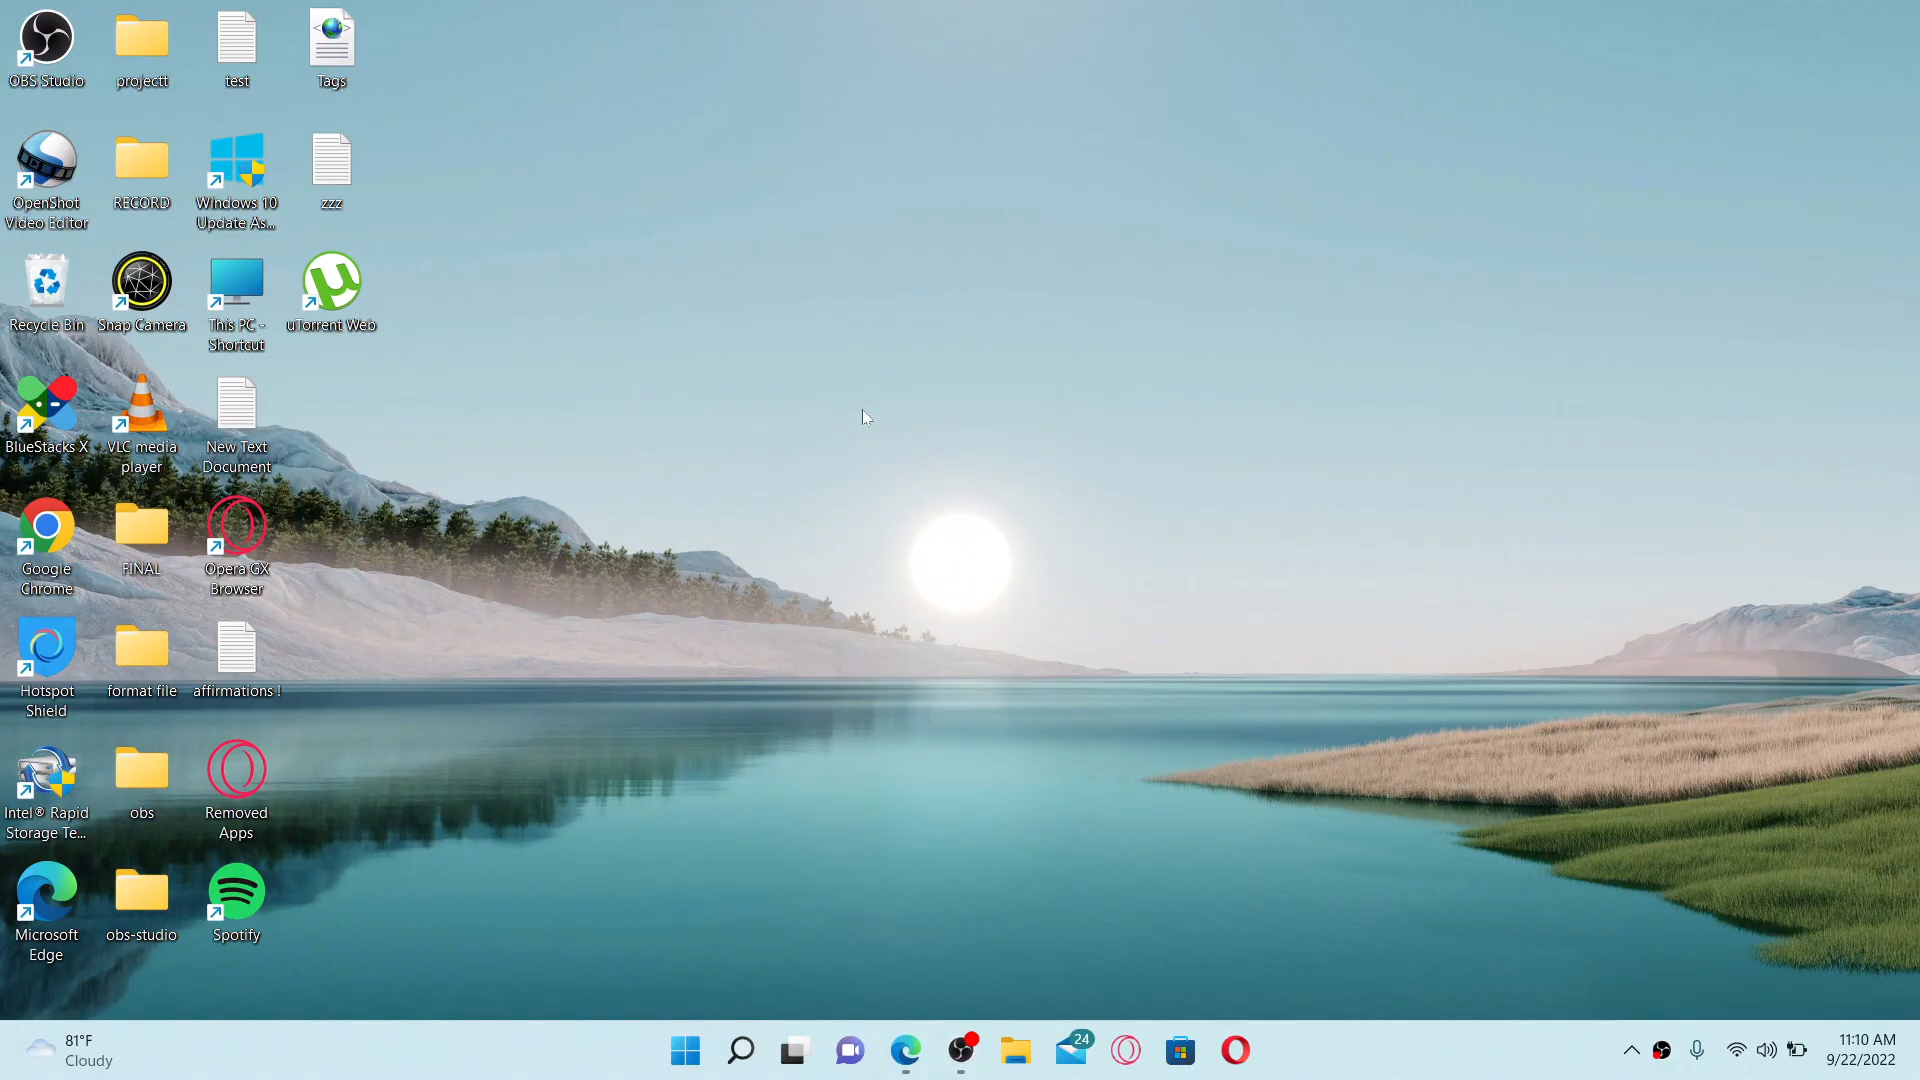 OBS Studio
projectt
test
Tags
OpenShot
Video Editor
RECORD
Windows 10
Update As...
zzz
Recycle Bin
Snap Camera
This PC -
Shortcut
uTorrent Web
BlueStacks X
VLC media
player
New Text
Document
Google
Chrome
FINAL
Opera GX
Browser
Hotspot
Shield
format file
affirmations !
Intel® Rapid
Storage Te...
obs
Removed
Apps
Microsoft
Edge
obs-studio
Spotify
81°F
Cloudy
24
11:10 AM
9/22/2022